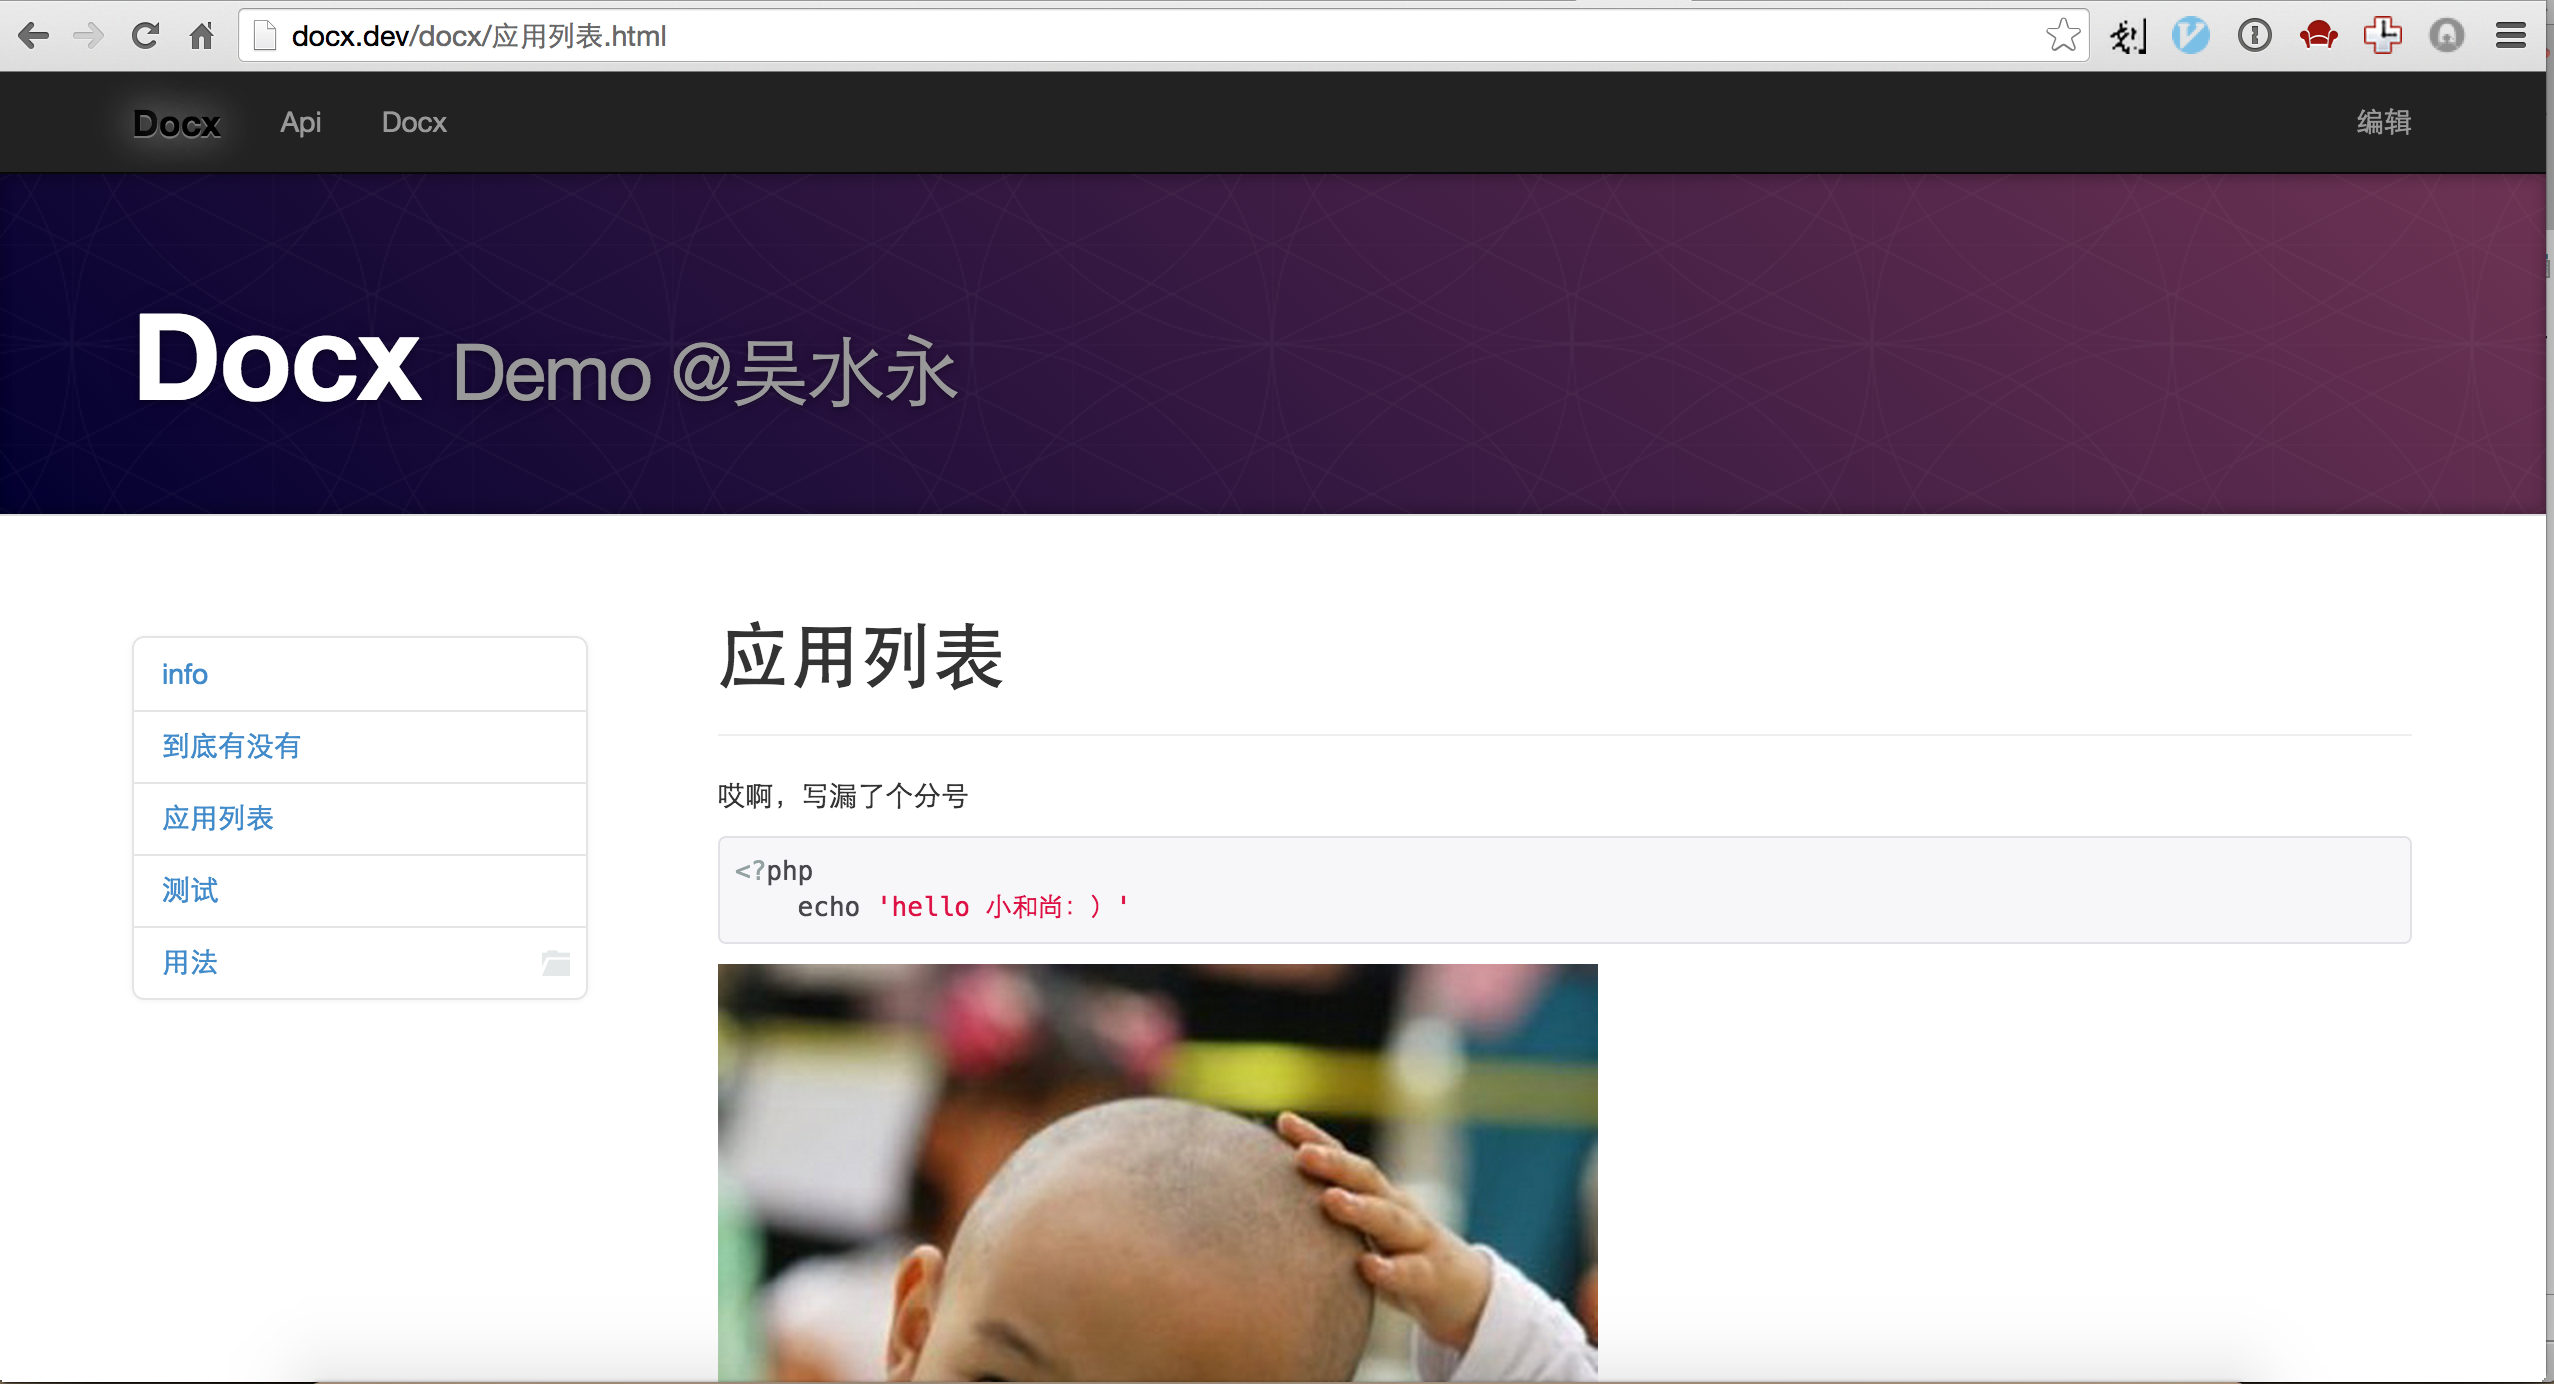 docx.dev/docx/应用列表.html
Docx Api Docx 编辑
Docx Demo @吴水永
info
到底有没有
应用列表
测试
用法
应用列表
哎啊，写漏了个分号
<?php
    echo 'hello 小和尚：）'